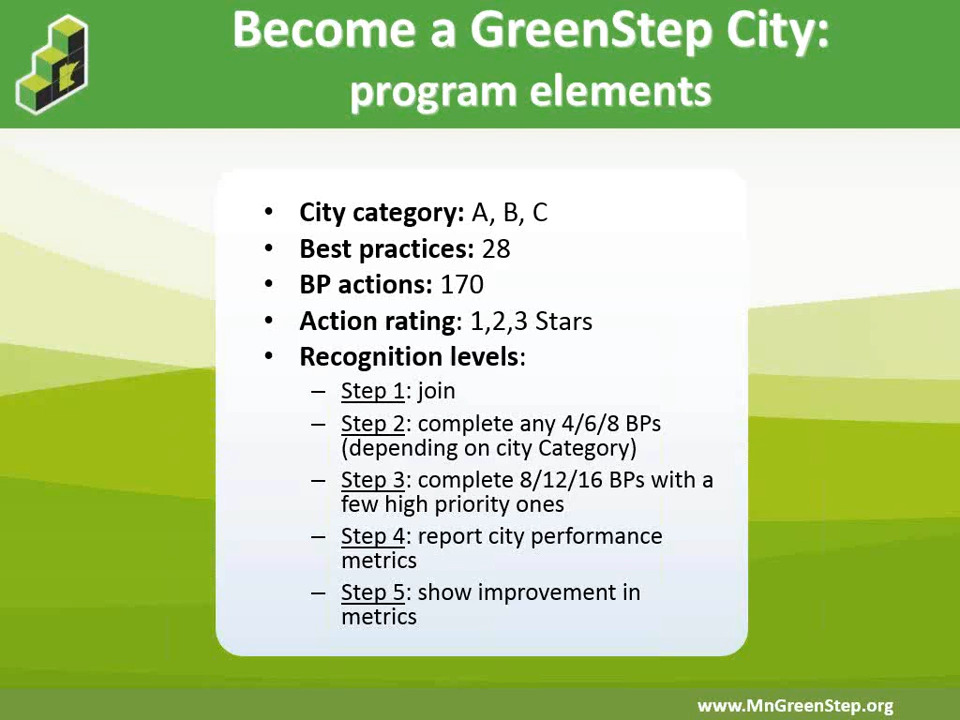 Become a GreenStep City:
program elements
• City category: A, B, C
• Best practices: 28
• BP actions: 170
• Action rating: 1,2,3 Stars
• Recognition levels:
– Step 1: join
– Step 2: complete any 4/6/8 BPs
(depending on city Category)
– Step 3: complete 8/12/16 BPs with a
few high priority ones
– Step 4: report city performance
metrics
– Step 5: show improvement in
metrics
www.MnGreenStep.org